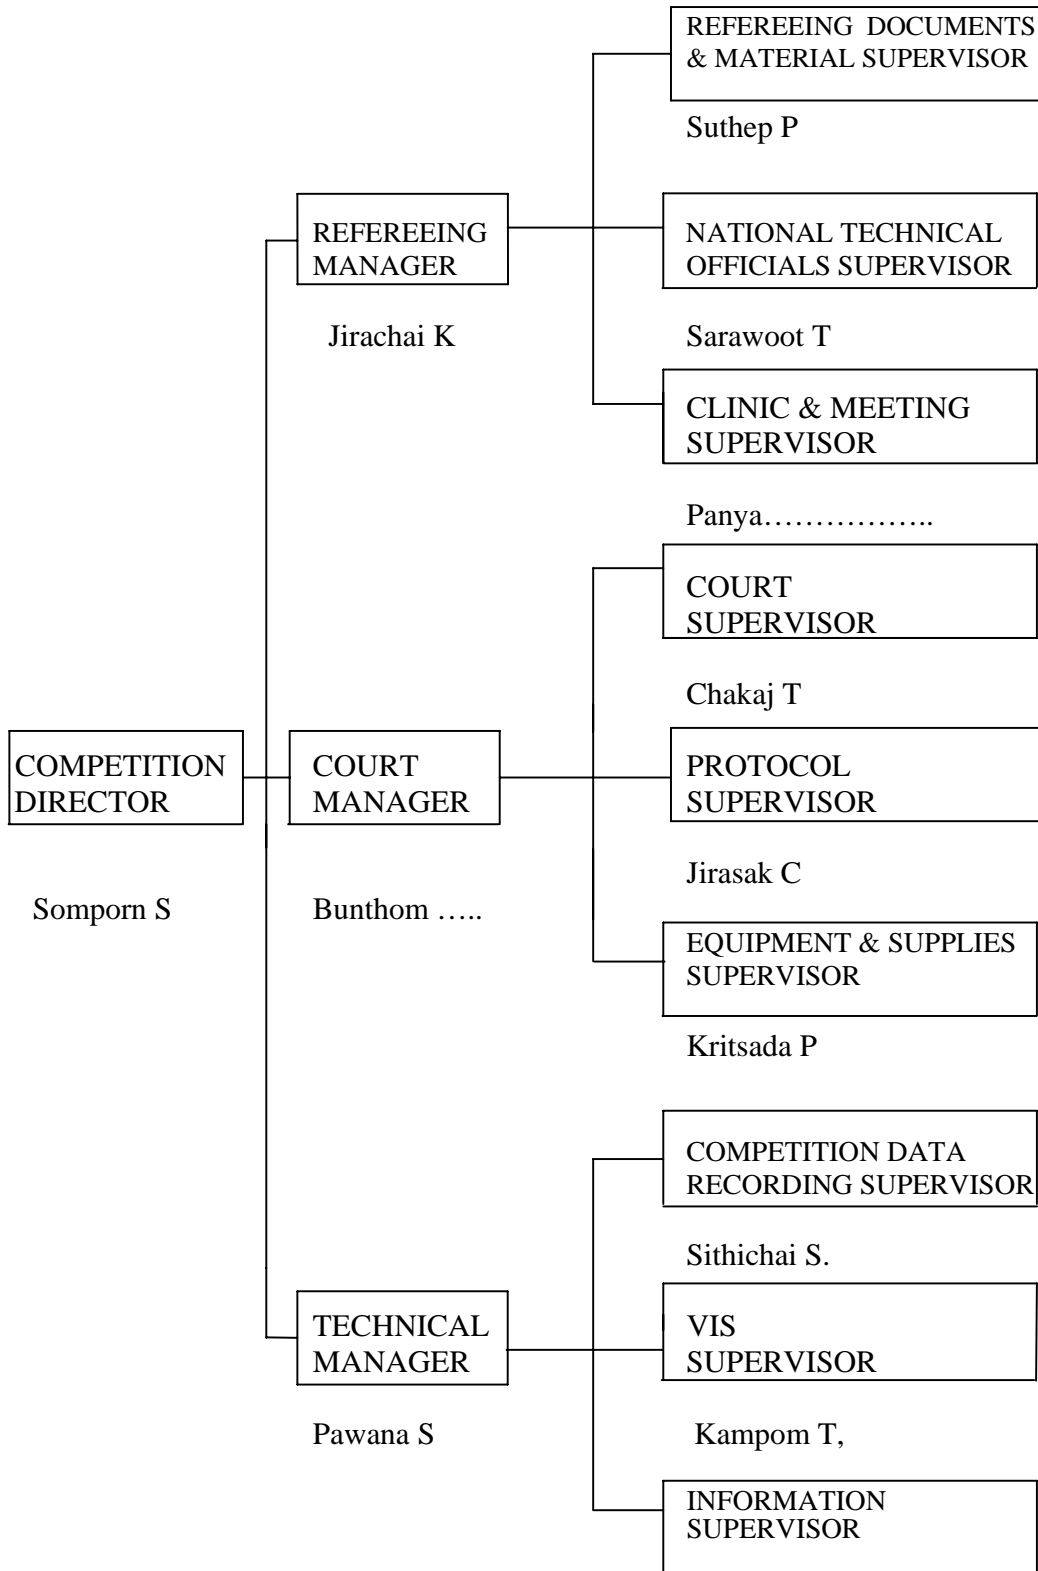 REFEREEING DOCUMENTS
& MATERIAL SUPERVISOR
Suthep P
REFEREEING
MANAGER
Jirachai K
NATIONAL TECHNICAL
OFFICIALS SUPERVISOR
Sarawoot T
CLINIC & MEETING
SUPERVISOR
Panya………………..
COURT
SUPERVISOR
Chakaj T
COMPETITION
DIRECTOR
Somporn S
COURT
MANAGER
Bunthom …..
PROTOCOL
SUPERVISOR
Jirasak C
EQUIPMENT & SUPPLIES
SUPERVISOR
Kritsada P
COMPETITION DATA
RECORDING SUPERVISOR
Sithichai S.
TECHNICAL
MANAGER
Pawana S
VIS
SUPERVISOR
Kampom T,
INFORMATION
SUPERVISOR